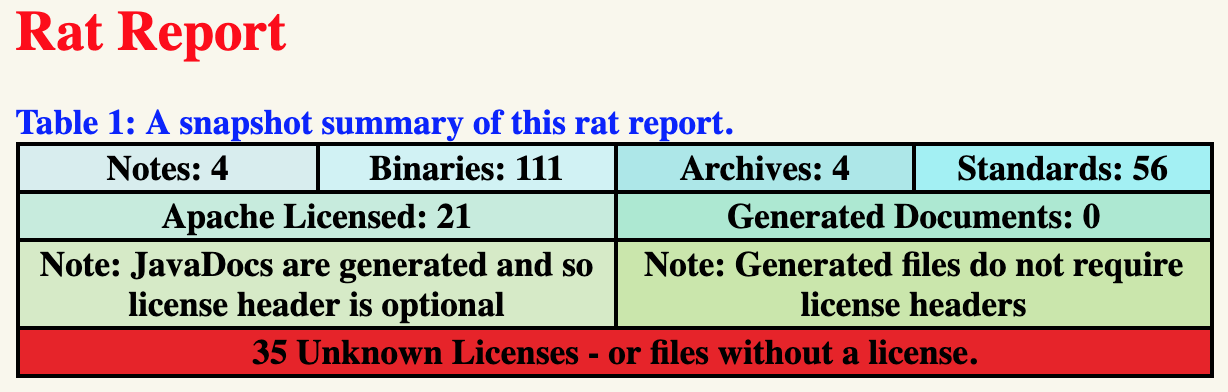 Rat Report
Table 1: A snapshot summary of this rat report.
Notes: 4 Binaries: 111 Archives: 4 Standards: 56
Apache Licensed: 21 Generated Documents: 0
Note: JavaDocs are generated and so
license header is optional
Note: Generated files do not require
license headers
35 Unknown Licenses - or files without a license.